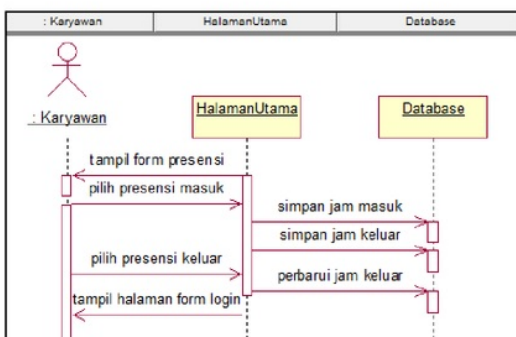 : Karyawan
HalamanUtama
Database
: Karyawan
HalamanUtama
Database
tampil form presensi
pilih presensi masuk
simpan jam masuk
simpan jam keluar
pilih presensi keluar
perbarui jam keluar
tampil halaman form login